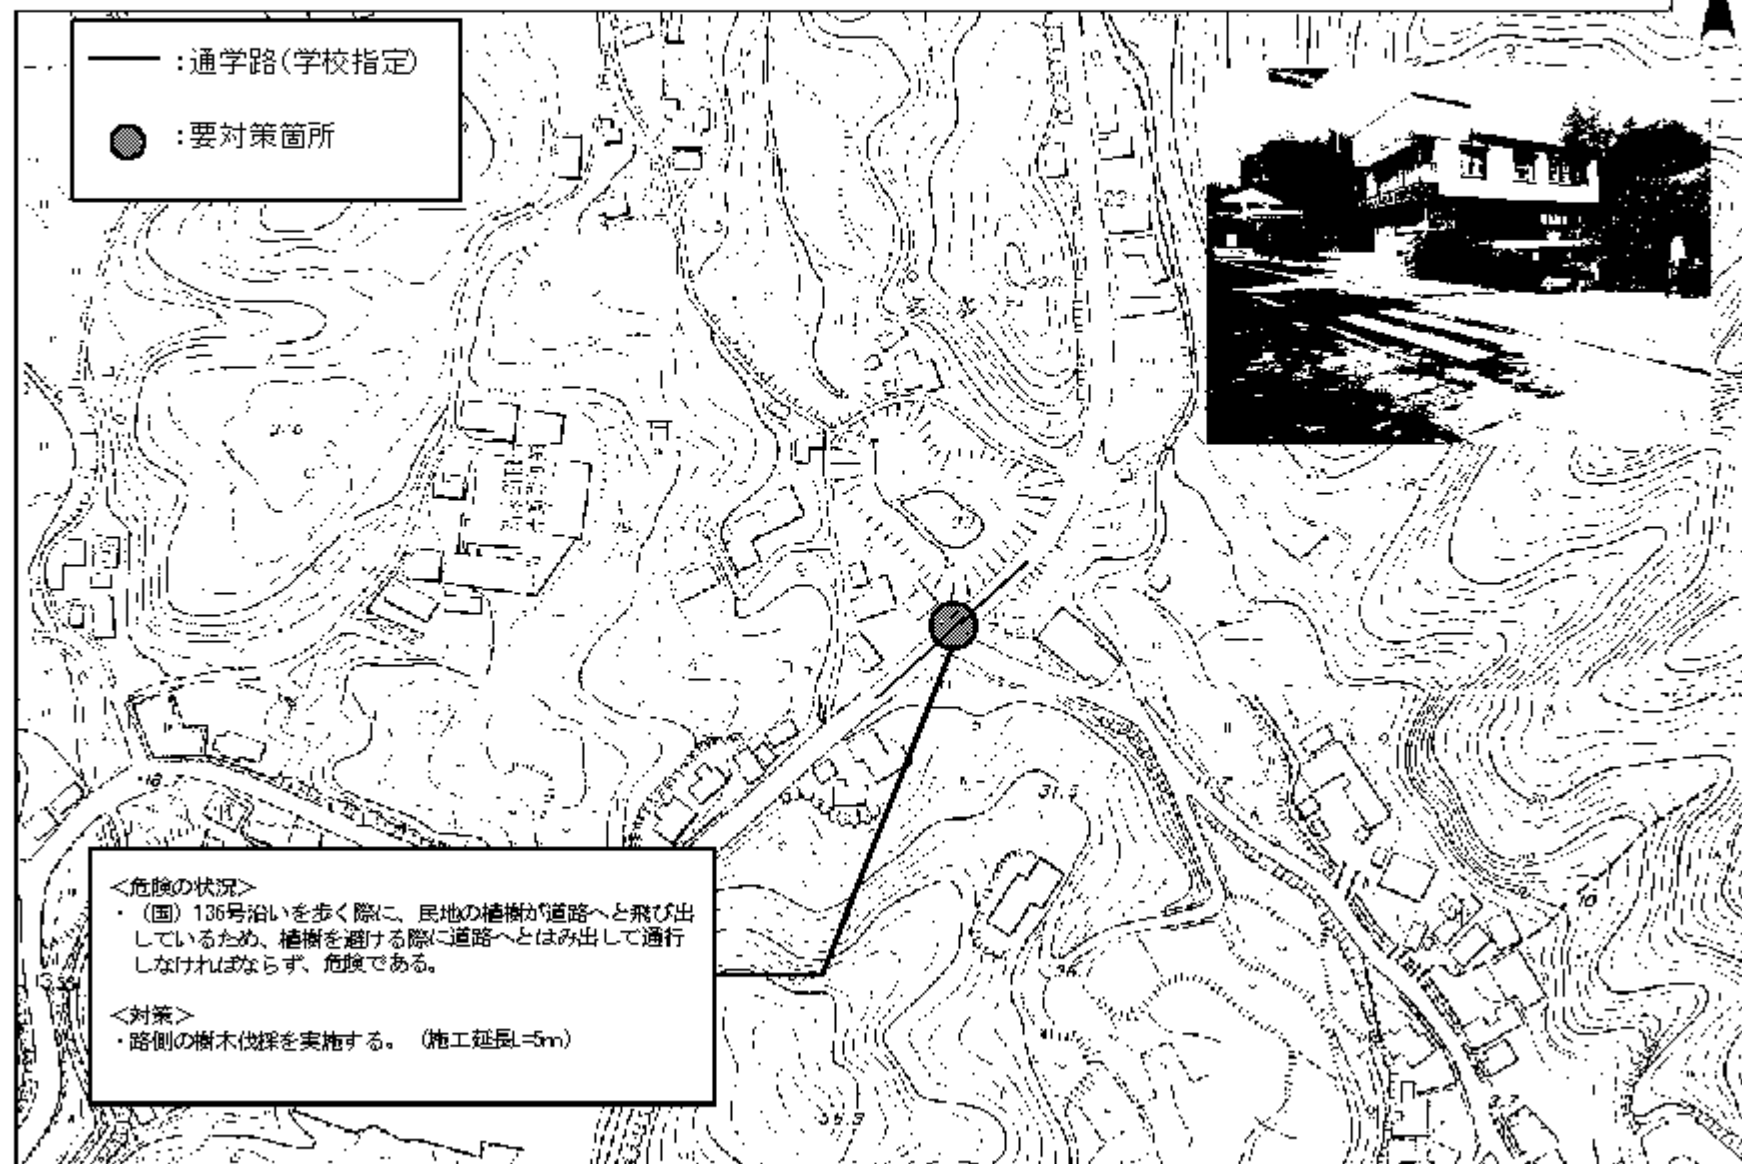 ：通学路（学校指定）
：要対策箇所
＜危険の状況＞
・（国）136号沿いを歩く際に、民地の植樹が道路へと飛び出
しているため、植樹を避ける際に道路へとはみ出して通行
しなければならず、危険である。
＜対策＞
・路側の樹木伐採を実施する。（施工延長L=5m）
31.5
10